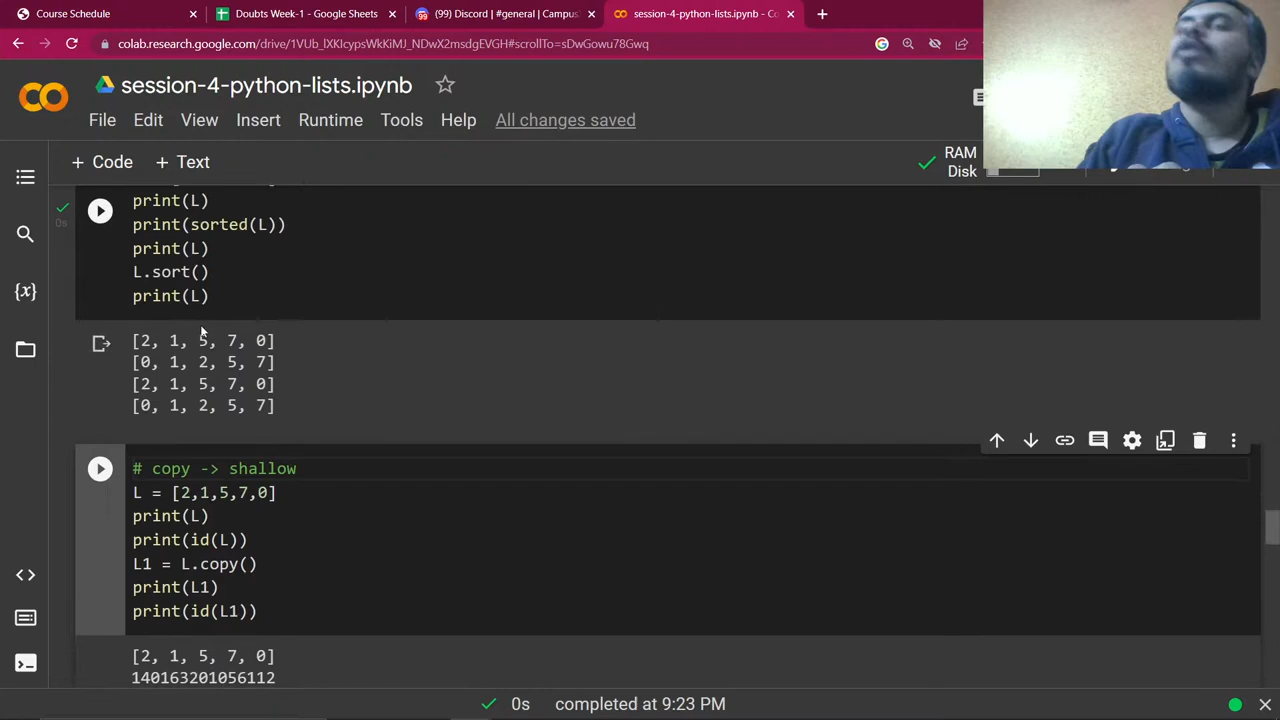 Course Schedule
Doubts Week-1 - Google Sheets
(99) Discord | #general | Campus
session-4-python-lists.ipynb - Co
colab.research.google.com/drive/1VUb_lXKIcypsWkKiMJ_NDwX2msdgEVGH#scrollTo=sDwGowu78Gwq
session-4-python-lists.ipynb
File Edit View Insert Runtime Tools Help All changes saved
+ Code + Text
RAM
Disk
print(L)
0s
print(sorted(L))
print(L)
L.sort()
print(L)
[2, 1, 5, 7, 0]
[0, 1, 2, 5, 7]
[2, 1, 5, 7, 0]
[0, 1, 2, 5, 7]
# copy -> shallow
L = [2,1,5,7,0]
print(L)
print(id(L))
L1 = L.copy()
print(L1)
print(id(L1))
[2, 1, 5, 7, 0]
140163201056112
0s completed at 9:23 PM